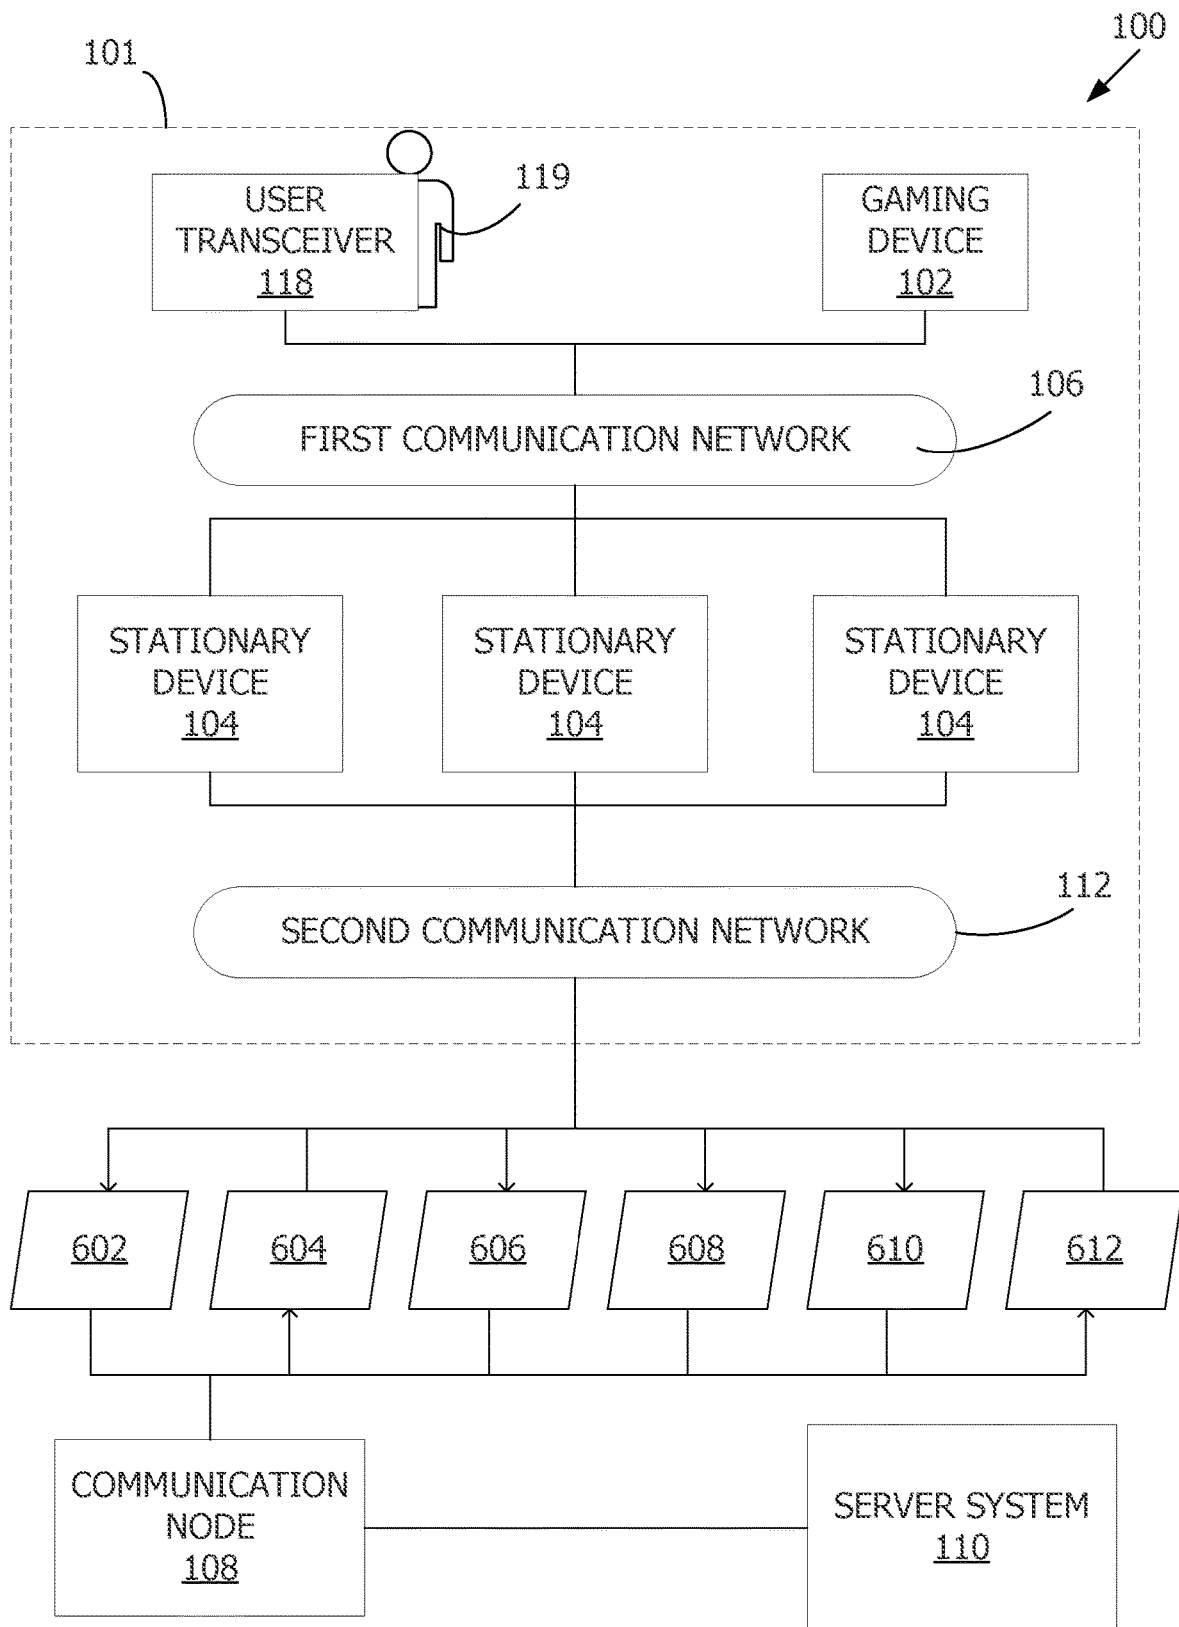 100
101
119
USER
TRANSCEIVER
118
GAMING
DEVICE
102
106
FIRST COMMUNICATION NETWORK
STATIONARY
DEVICE
104
STATIONARY
DEVICE
104
STATIONARY
DEVICE
104
112
SECOND COMMUNICATION NETWORK
602
604
606
608
610
612
COMMUNICATION
NODE
108
SERVER SYSTEM
110